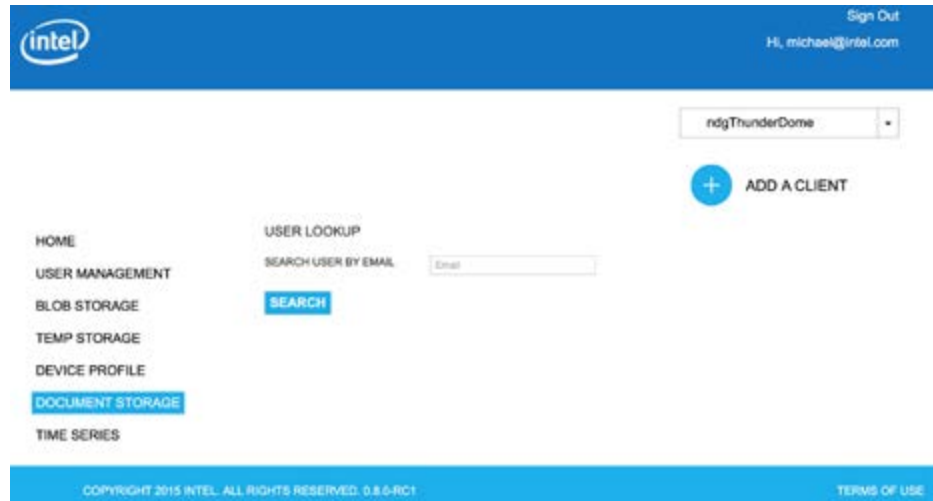 intel
Sign Out
Hi, michael@intel.com
ndgThunderDome
+ ADD A CLIENT
HOME
USER MANAGEMENT
BLOB STORAGE
TEMP STORAGE
DEVICE PROFILE
DOCUMENT STORAGE
TIME SERIES
USER LOOKUP
SEARCH USER BY EMAIL Email
SEARCH
COPYRIGHT 2015 INTEL. ALL RIGHTS RESERVED. 0.8.0-RC1 TERMS OF USE